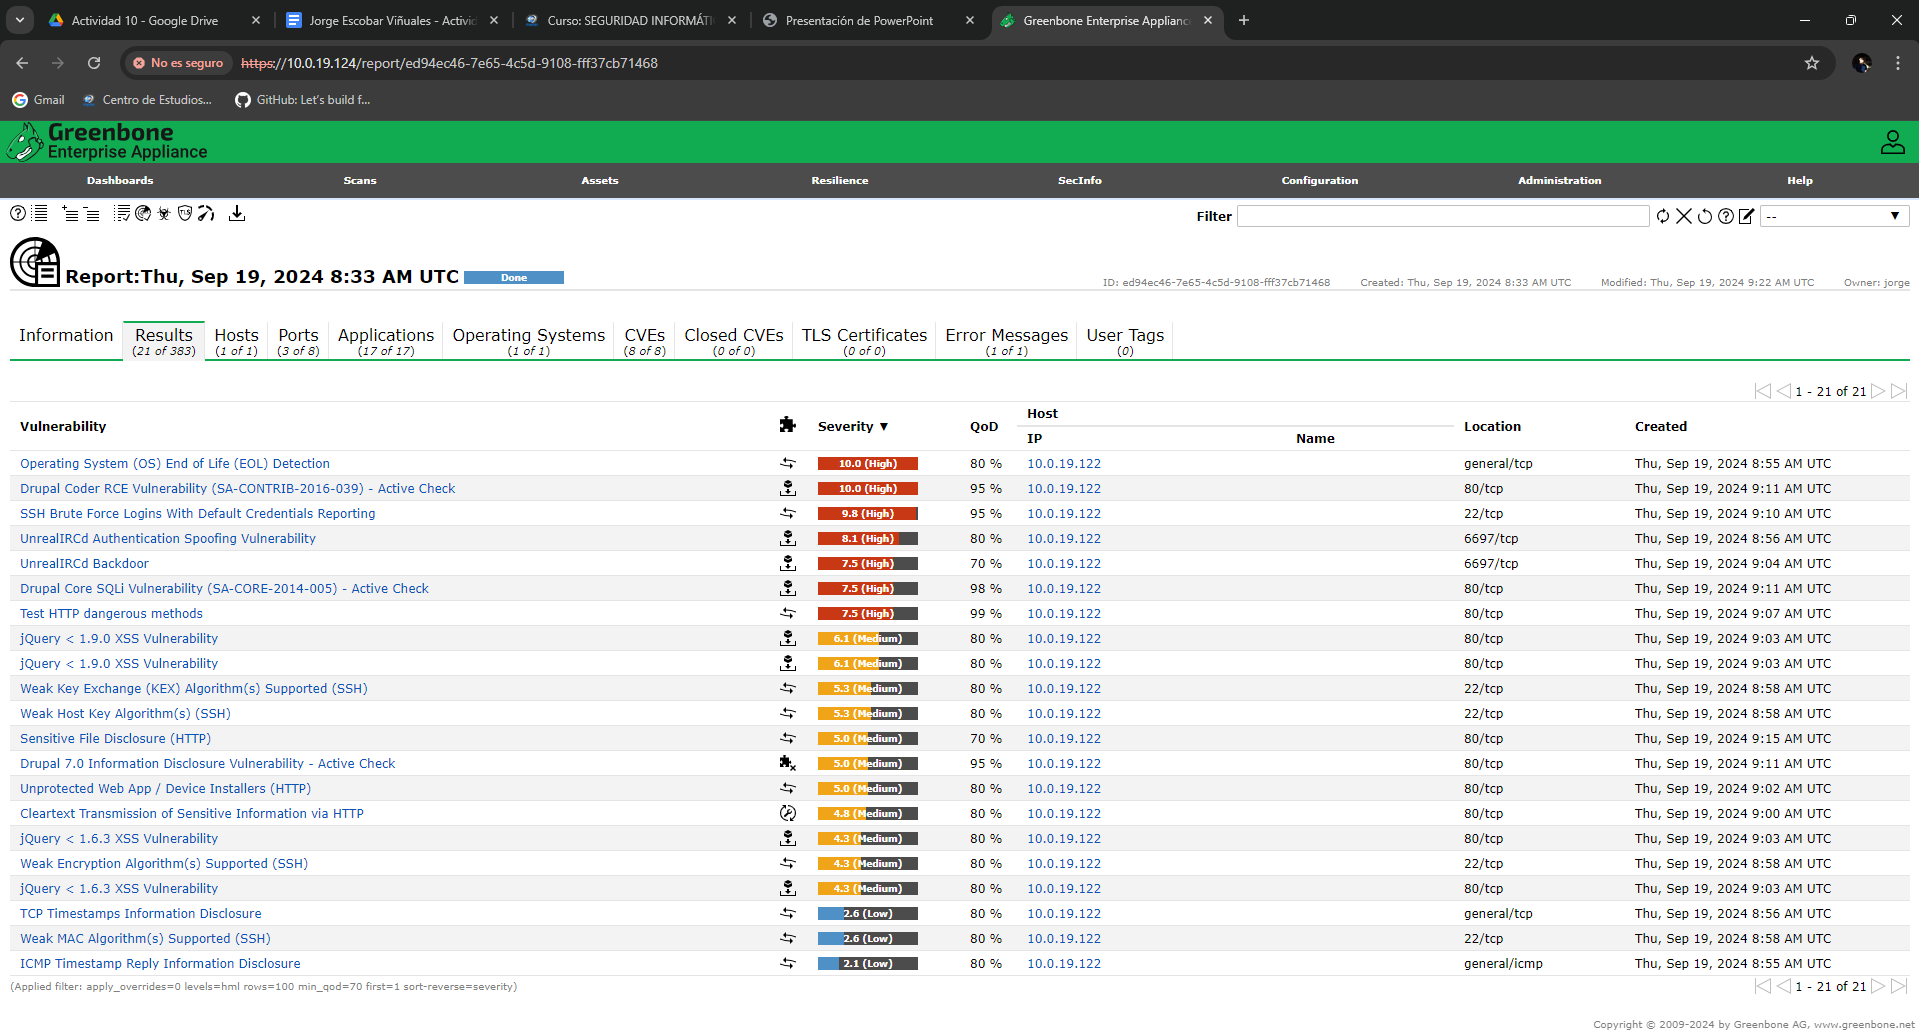 Actividad 10 - Google Drive
Jorge Escobar Viñuales - Activid
Curso: SEGURIDAD INFORMÁTI
Presentación de PowerPoint
Greenbone Enterprise Appliance
No es seguro https://10.0.19.124/report/ed94ec46-7e65-4c5d-9108-fff37cb71468
Gmail Centro de Estudios... GitHub: Let's build f...
Greenbone
Enterprise Appliance
Dashboards Scans Assets Resilience SecInfo Configuration Administration Help
Filter --
Report:Thu, Sep 19, 2024 8:33 AM UTC Done
ID: ed94ec46-7e65-4c5d-9108-fff37cb71468 Created: Thu, Sep 19, 2024 8:33 AM UTC Modified: Thu, Sep 19, 2024 9:22 AM UTC Owner: jorge
Information Results Hosts Ports Applications Operating Systems CVEs Closed CVEs TLS Certificates Error Messages User Tags
(21 of 383) (1 of 1) (3 of 8) (17 of 17) (1 of 1) (8 of 8) (0 of 0) (0 of 0) (1 of 1) (0)
1 - 21 of 21
Vulnerability Severity ▼ QoD Host Location Created
IP Name
Operating System (OS) End of Life (EOL) Detection 10.0 (High) 80 % 10.0.19.122 general/tcp Thu, Sep 19, 2024 8:55 AM UTC
Drupal Coder RCE Vulnerability (SA-CONTRIB-2016-039) - Active Check 10.0 (High) 95 % 10.0.19.122 80/tcp Thu, Sep 19, 2024 9:11 AM UTC
SSH Brute Force Logins With Default Credentials Reporting 9.8 (High) 95 % 10.0.19.122 22/tcp Thu, Sep 19, 2024 9:10 AM UTC
UnrealIRCd Authentication Spoofing Vulnerability 8.1 (High) 80 % 10.0.19.122 6697/tcp Thu, Sep 19, 2024 8:56 AM UTC
UnrealIRCd Backdoor 7.5 (High) 70 % 10.0.19.122 6697/tcp Thu, Sep 19, 2024 9:04 AM UTC
Drupal Core SQLi Vulnerability (SA-CORE-2014-005) - Active Check 7.5 (High) 98 % 10.0.19.122 80/tcp Thu, Sep 19, 2024 9:11 AM UTC
Test HTTP dangerous methods 7.5 (High) 99 % 10.0.19.122 80/tcp Thu, Sep 19, 2024 9:07 AM UTC
jQuery < 1.9.0 XSS Vulnerability 6.1 (Medium) 80 % 10.0.19.122 80/tcp Thu, Sep 19, 2024 9:03 AM UTC
jQuery < 1.9.0 XSS Vulnerability 6.1 (Medium) 80 % 10.0.19.122 80/tcp Thu, Sep 19, 2024 9:03 AM UTC
Weak Key Exchange (KEX) Algorithm(s) Supported (SSH) 5.3 (Medium) 80 % 10.0.19.122 22/tcp Thu, Sep 19, 2024 8:58 AM UTC
Weak Host Key Algorithm(s) (SSH) 5.3 (Medium) 80 % 10.0.19.122 22/tcp Thu, Sep 19, 2024 8:58 AM UTC
Sensitive File Disclosure (HTTP) 5.0 (Medium) 70 % 10.0.19.122 80/tcp Thu, Sep 19, 2024 9:15 AM UTC
Drupal 7.0 Information Disclosure Vulnerability - Active Check 5.0 (Medium) 95 % 10.0.19.122 80/tcp Thu, Sep 19, 2024 9:11 AM UTC
Unprotected Web App / Device Installers (HTTP) 5.0 (Medium) 80 % 10.0.19.122 80/tcp Thu, Sep 19, 2024 9:02 AM UTC
Cleartext Transmission of Sensitive Information via HTTP 4.8 (Medium) 80 % 10.0.19.122 80/tcp Thu, Sep 19, 2024 9:00 AM UTC
jQuery < 1.6.3 XSS Vulnerability 4.3 (Medium) 80 % 10.0.19.122 80/tcp Thu, Sep 19, 2024 9:03 AM UTC
Weak Encryption Algorithm(s) Supported (SSH) 4.3 (Medium) 80 % 10.0.19.122 22/tcp Thu, Sep 19, 2024 8:58 AM UTC
jQuery < 1.6.3 XSS Vulnerability 4.3 (Medium) 80 % 10.0.19.122 80/tcp Thu, Sep 19, 2024 9:03 AM UTC
TCP Timestamps Information Disclosure 2.6 (Low) 80 % 10.0.19.122 general/tcp Thu, Sep 19, 2024 8:56 AM UTC
Weak MAC Algorithm(s) Supported (SSH) 2.6 (Low) 80 % 10.0.19.122 22/tcp Thu, Sep 19, 2024 8:58 AM UTC
ICMP Timestamp Reply Information Disclosure 2.1 (Low) 80 % 10.0.19.122 general/icmp Thu, Sep 19, 2024 8:55 AM UTC
(Applied filter: apply_overrides=0 levels=hml rows=100 min_qod=70 first=1 sort-reverse=severity) 1 - 21 of 21
Copyright © 2009-2024 by Greenbone AG, www.greenbone.net